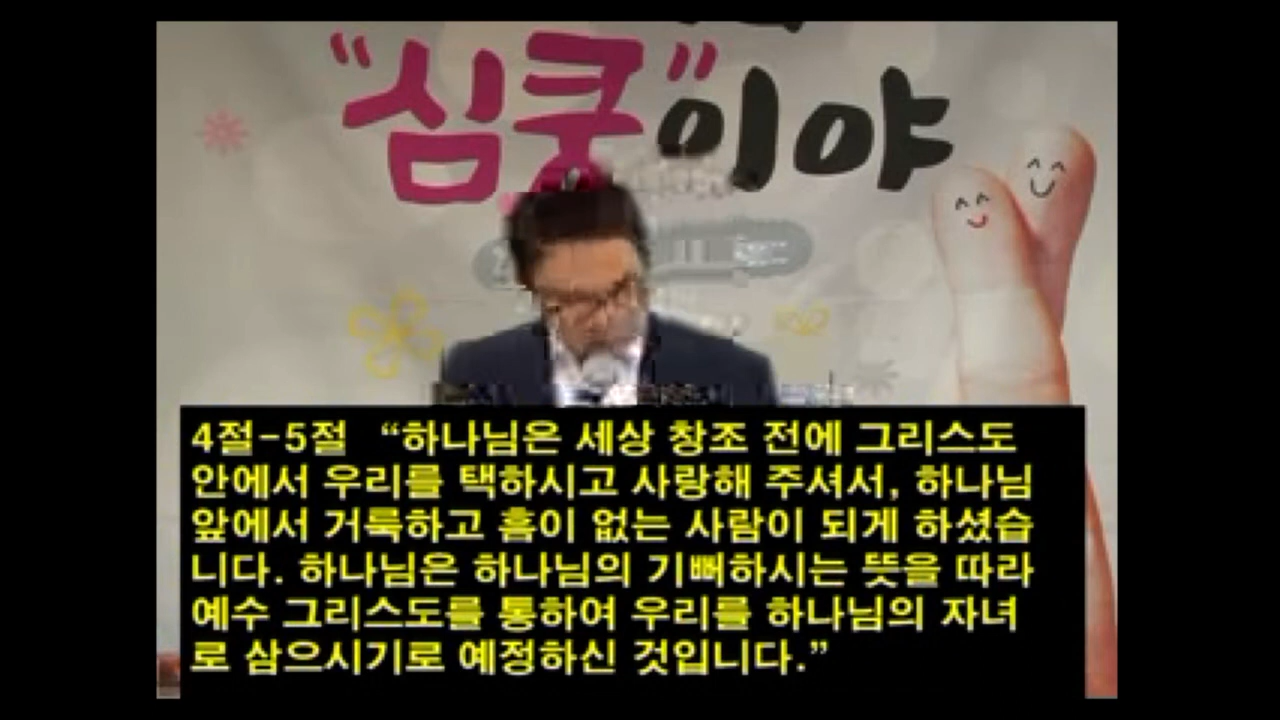 “심쿵”이야
4절-5절 “하나님은 세상 창조 전에 그리스도
안에서 우리를 택하시고 사랑해 주셔서, 하나님
앞에서 거룩하고 흠이 없는 사람이 되게 하셨습
니다. 하나님은 하나님의 기뻐하시는 뜻을 따라
예수 그리스도를 통하여 우리를 하나님의 자녀
로 삼으시기로 예정하신 것입니다.”